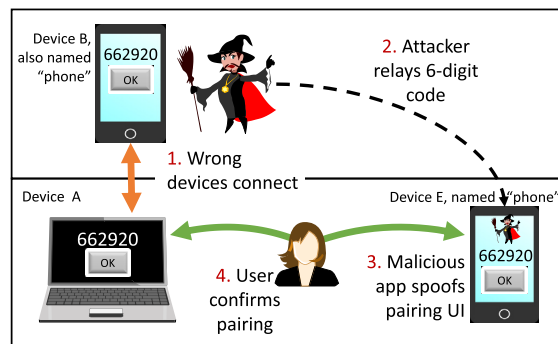 Device B,
also named
“phone”
662920
OK
2. Attacker
relays 6-digit
code
1. Wrong
devices connect
Device A
Device E, named “phone”
662920
OK
4. User
confirms
pairing
3. Malicious
app spoofs
pairing UI
662920
OK